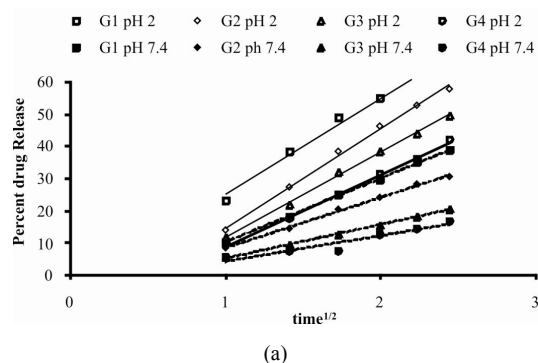 G1 pH 2 G2 pH 2 G3 pH 2 G4 pH 2
G1 pH 7.4 G2 ph 7.4 G3 pH 7.4 G4 pH 7.4
60
50
40
30
20
10
0
Percent drug Release
0 1 2 3
time1/2
(a)